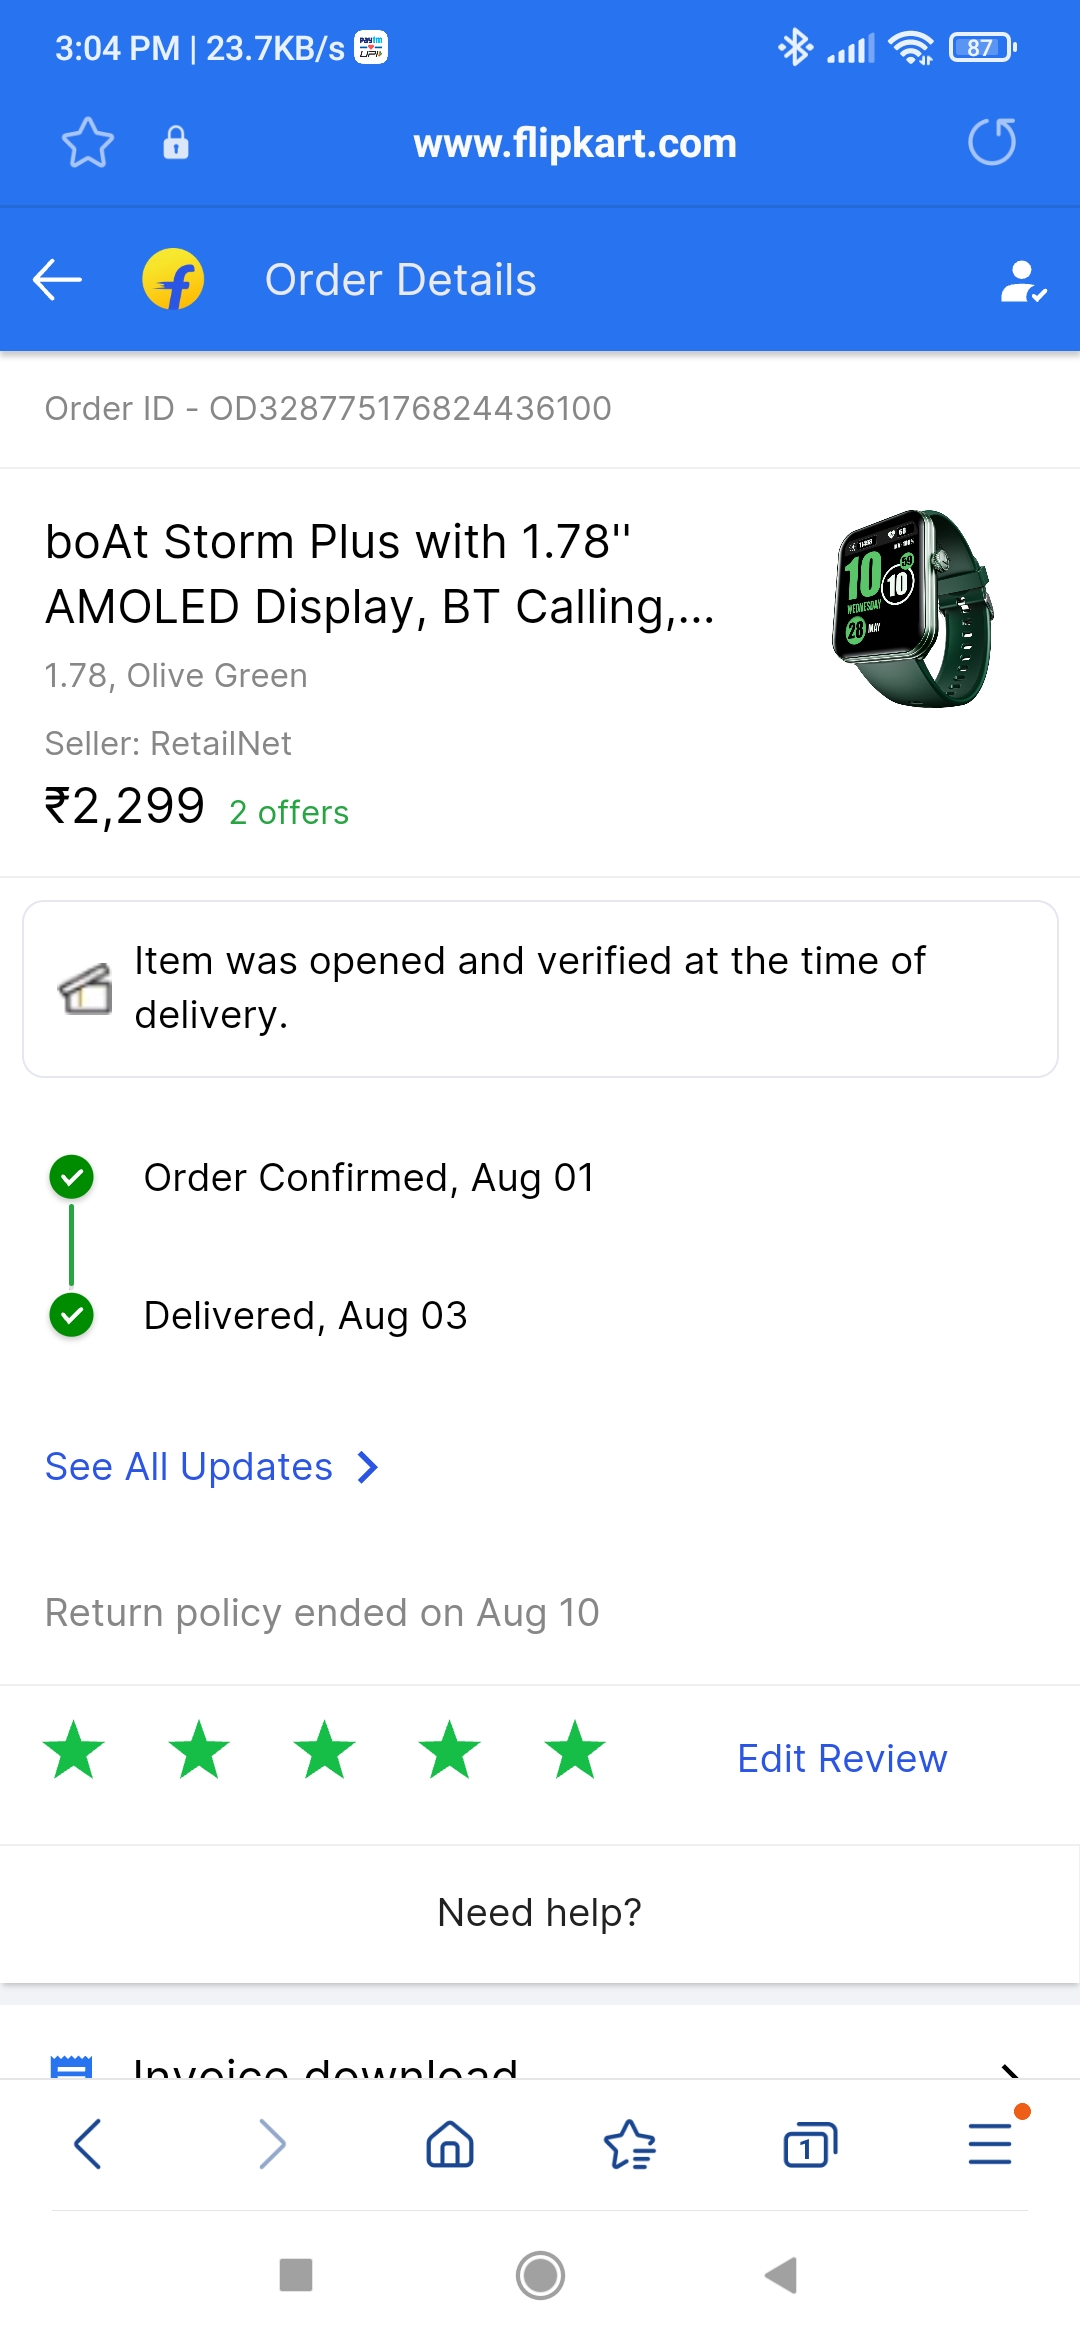 3:04 PM | 23.7KB/s
87
www.flipkart.com
Order Details
Order ID - OD328775176824436100
boAt Storm Plus with 1.78"
AMOLED Display, BT Calling,...
1.78, Olive Green
Seller: RetailNet
₹2,299 2 offers
10
59
10
WEDNESDAY
28 MAY
Item was opened and verified at the time of
delivery.
Order Confirmed, Aug 01
Delivered, Aug 03
See All Updates
Return policy ended on Aug 10
Edit Review
Need help?
Invoice download
1